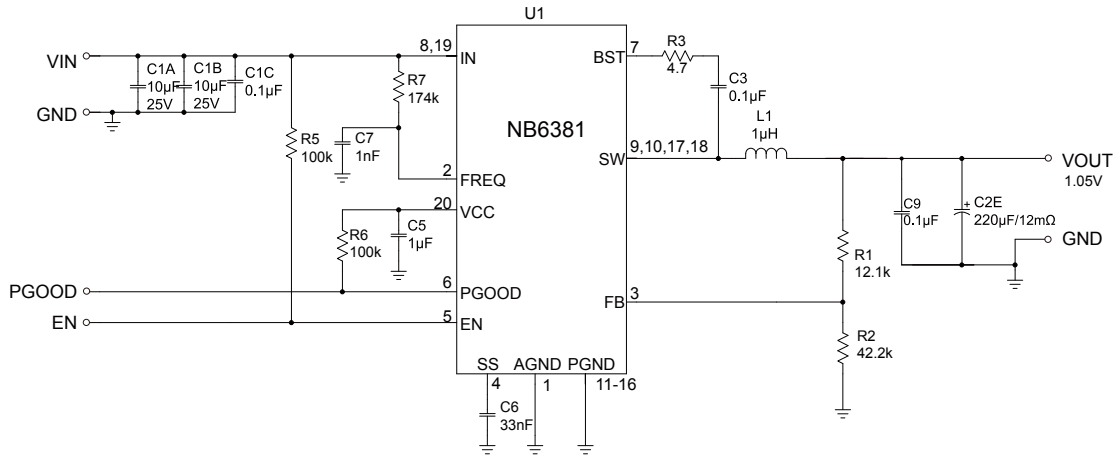 U1
VIN
GND
C1A
10µF
25V
C1B
10µF
25V
C1C
0.1µF
R5
100k
R7
174k
C7
1nF
R6
100k
C5
1µF
PGOOD
EN
8,19
IN
2
FREQ
20
VCC
6
PGOOD
5
EN
NB6381
BST
7
SW
9,10,17,18
FB
3
SS
4
AGND
1
PGND
11-16
C6
33nF
R3
4.7
C3
0.1µF
L1
1µH
R1
12.1k
R2
42.2k
C9
0.1µF
+
C2E
220µF/12mΩ
VOUT
1.05V
GND